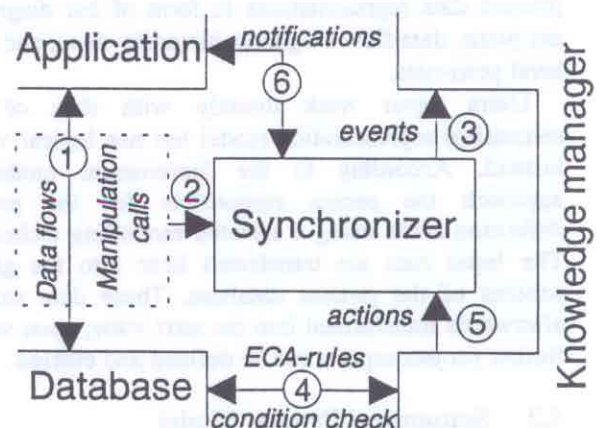 Application
notifications
6
events
3
1
Data flows
Manipulation
calls
2
Synchronizer
Knowledge manager
actions
5
ECA-rules
Database
4
condition check